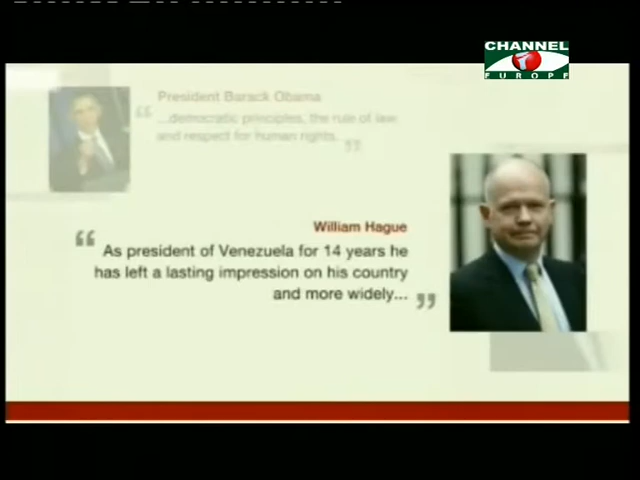 CHANNEL
i
EUROPE
President Barack Obama
“ ...democratic principles, the rule of law
and respect for human rights. ”
William Hague
“ As president of Venezuela for 14 years he
has left a lasting impression on his country
and more widely... ”